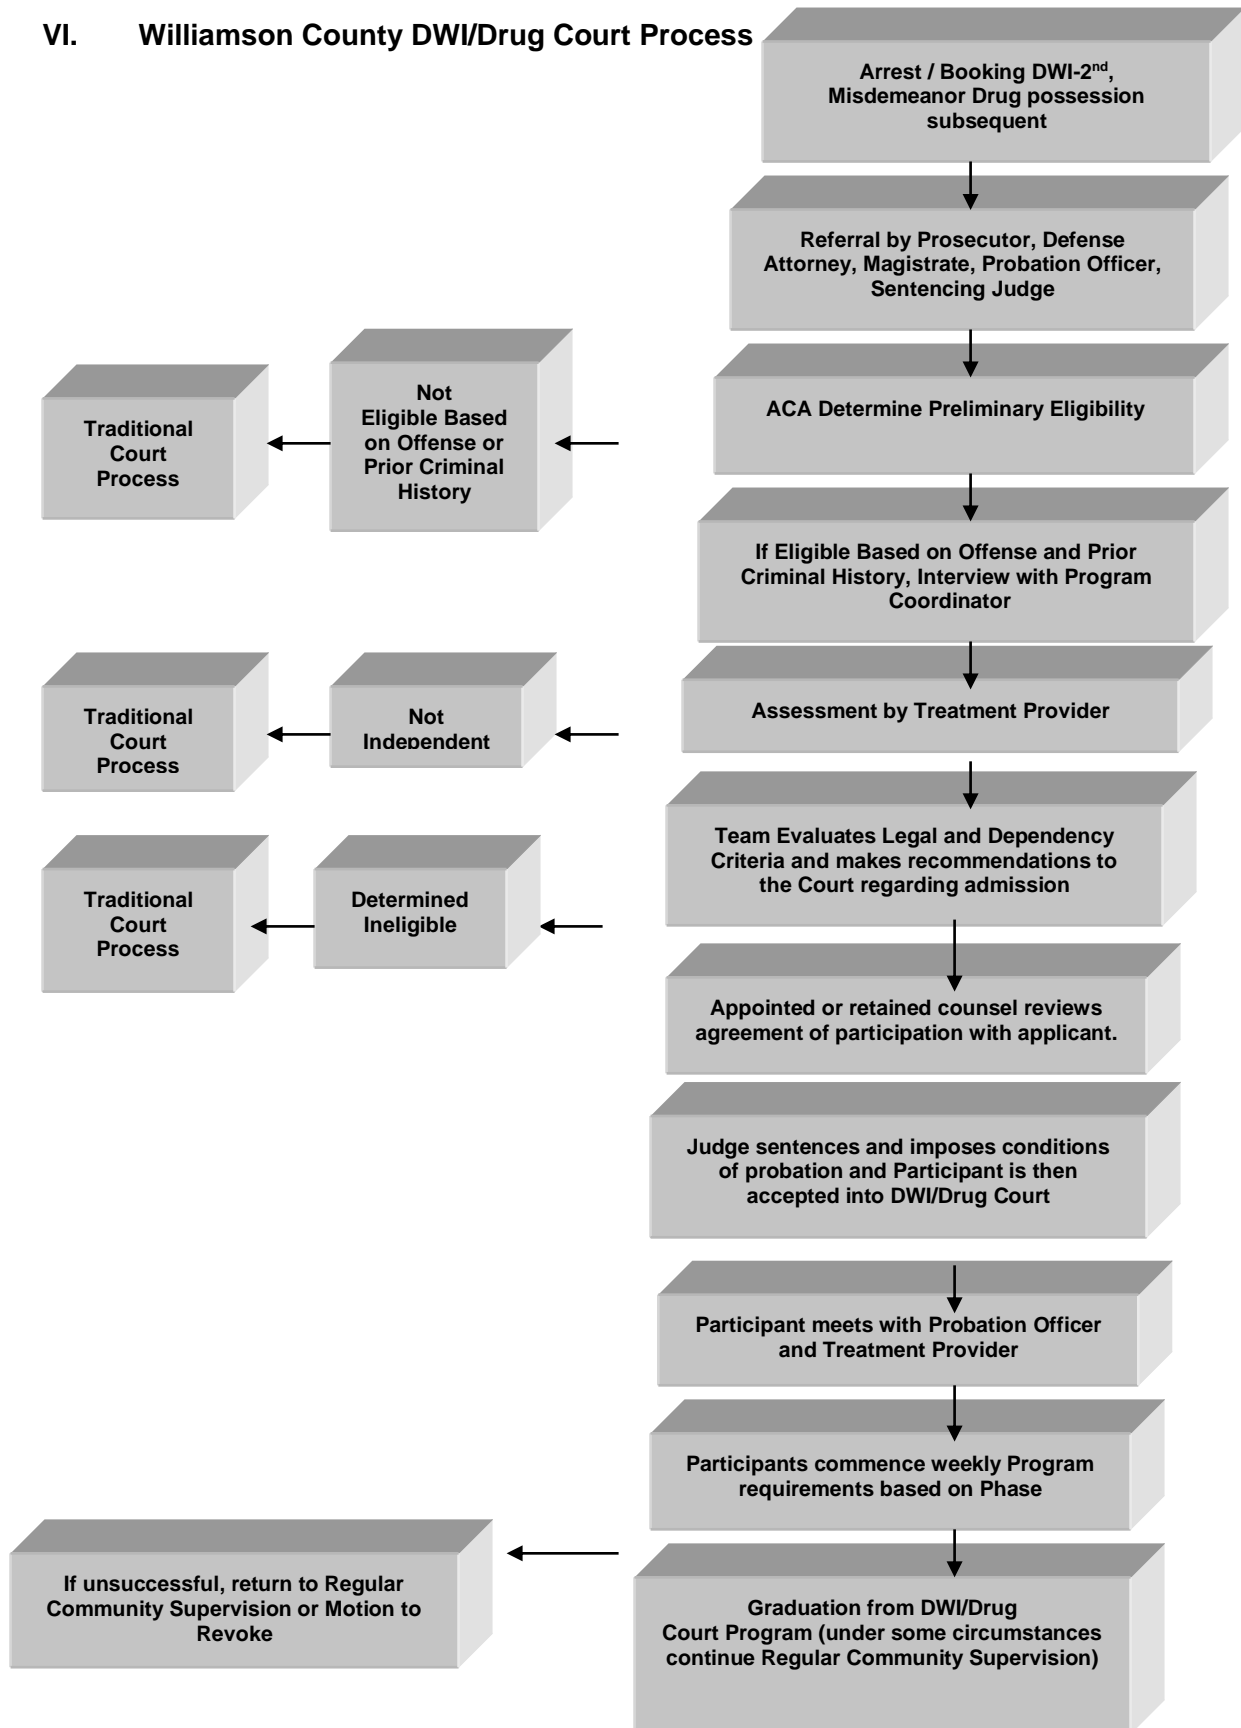 VI. Williamson County DWI/Drug Court Process
Arrest / Booking DWI-2nd,
Misdemeanor Drug possession
subsequent
Referral by Prosecutor, Defense
Attorney, Magistrate, Probation Officer,
Sentencing Judge
ACA Determine Preliminary Eligibility
Not
Eligible Based
on Offense or
Prior Criminal
History
Traditional
Court
Process
If Eligible Based on Offense and Prior
Criminal History, Interview with Program
Coordinator
Assessment by Treatment Provider
Not
Independent
Traditional
Court
Process
Team Evaluates Legal and Dependency
Criteria and makes recommendations to
the Court regarding admission
Determined
Ineligible
Traditional
Court
Process
Appointed or retained counsel reviews
agreement of participation with applicant.
Judge sentences and imposes conditions
of probation and Participant is then
accepted into DWI/Drug Court
Participant meets with Probation Officer
and Treatment Provider
Participants commence weekly Program
requirements based on Phase
If unsuccessful, return to Regular
Community Supervision or Motion to
Revoke
Graduation from DWI/Drug
Court Program (under some circumstances
continue Regular Community Supervision)